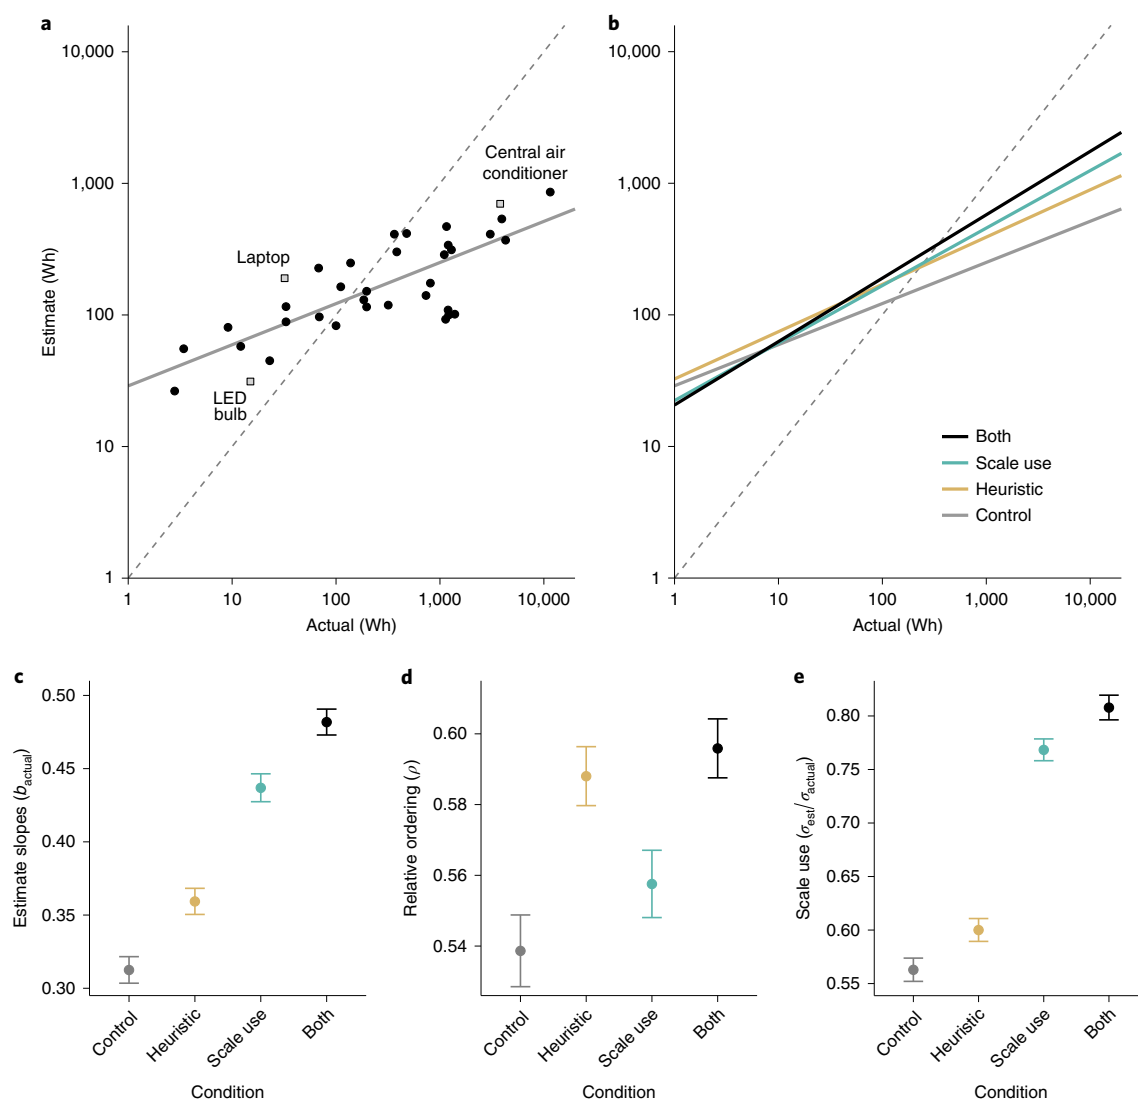 a
10,000
1,000
100
10
1
Estimate (Wh)
Central air
conditioner
Laptop
LED
bulb
1
10
100
1,000
10,000
Actual (Wh)
b
10,000
1,000
100
10
1
Both
Scale use
Heuristic
Control
1
10
100
1,000
10,000
Actual (Wh)
c
0.50
0.45
0.40
0.35
0.30
Estimate slopes (b_actual)
Control
Heuristic
Scale use
Both
Condition
d
0.60
0.58
0.56
0.54
Relative ordering (ρ)
Control
Heuristic
Scale use
Both
Condition
e
0.80
0.75
0.70
0.65
0.60
0.55
Scale use (σ_est/σ_actual)
Control
Heuristic
Scale use
Both
Condition